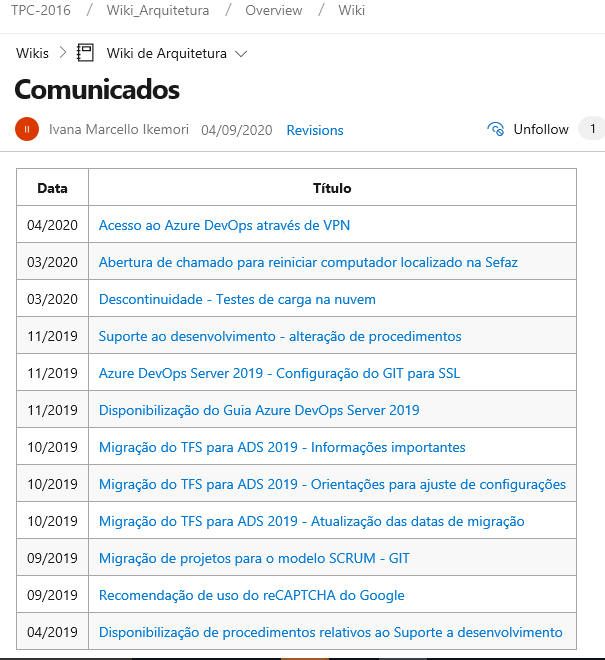 TPC-2016 / Wiki_Arquitetura / Overview / Wiki
Wikis > Wiki de Arquitetura
Comunicados
II Ivana Marcello Ikemori 04/09/2020 Revisions Unfollow 1
Data Título
04/2020 Acesso ao Azure DevOps através de VPN
03/2020 Abertura de chamado para reiniciar computador localizado na Sefaz
03/2020 Descontinuidade - Testes de carga na nuvem
11/2019 Suporte ao desenvolvimento - alteração de procedimentos
11/2019 Azure DevOps Server 2019 - Configuração do GIT para SSL
11/2019 Disponibilização do Guia Azure DevOps Server 2019
10/2019 Migração do TFS para ADS 2019 - Informações importantes
10/2019 Migração do TFS para ADS 2019 - Orientações para ajuste de configurações
10/2019 Migração do TFS para ADS 2019 - Atualização das datas de migração
09/2019 Migração de projetos para o modelo SCRUM - GIT
09/2019 Recomendação de uso do reCAPTCHA do Google
04/2019 Disponibilização de procedimentos relativos ao Suporte a desenvolvimento